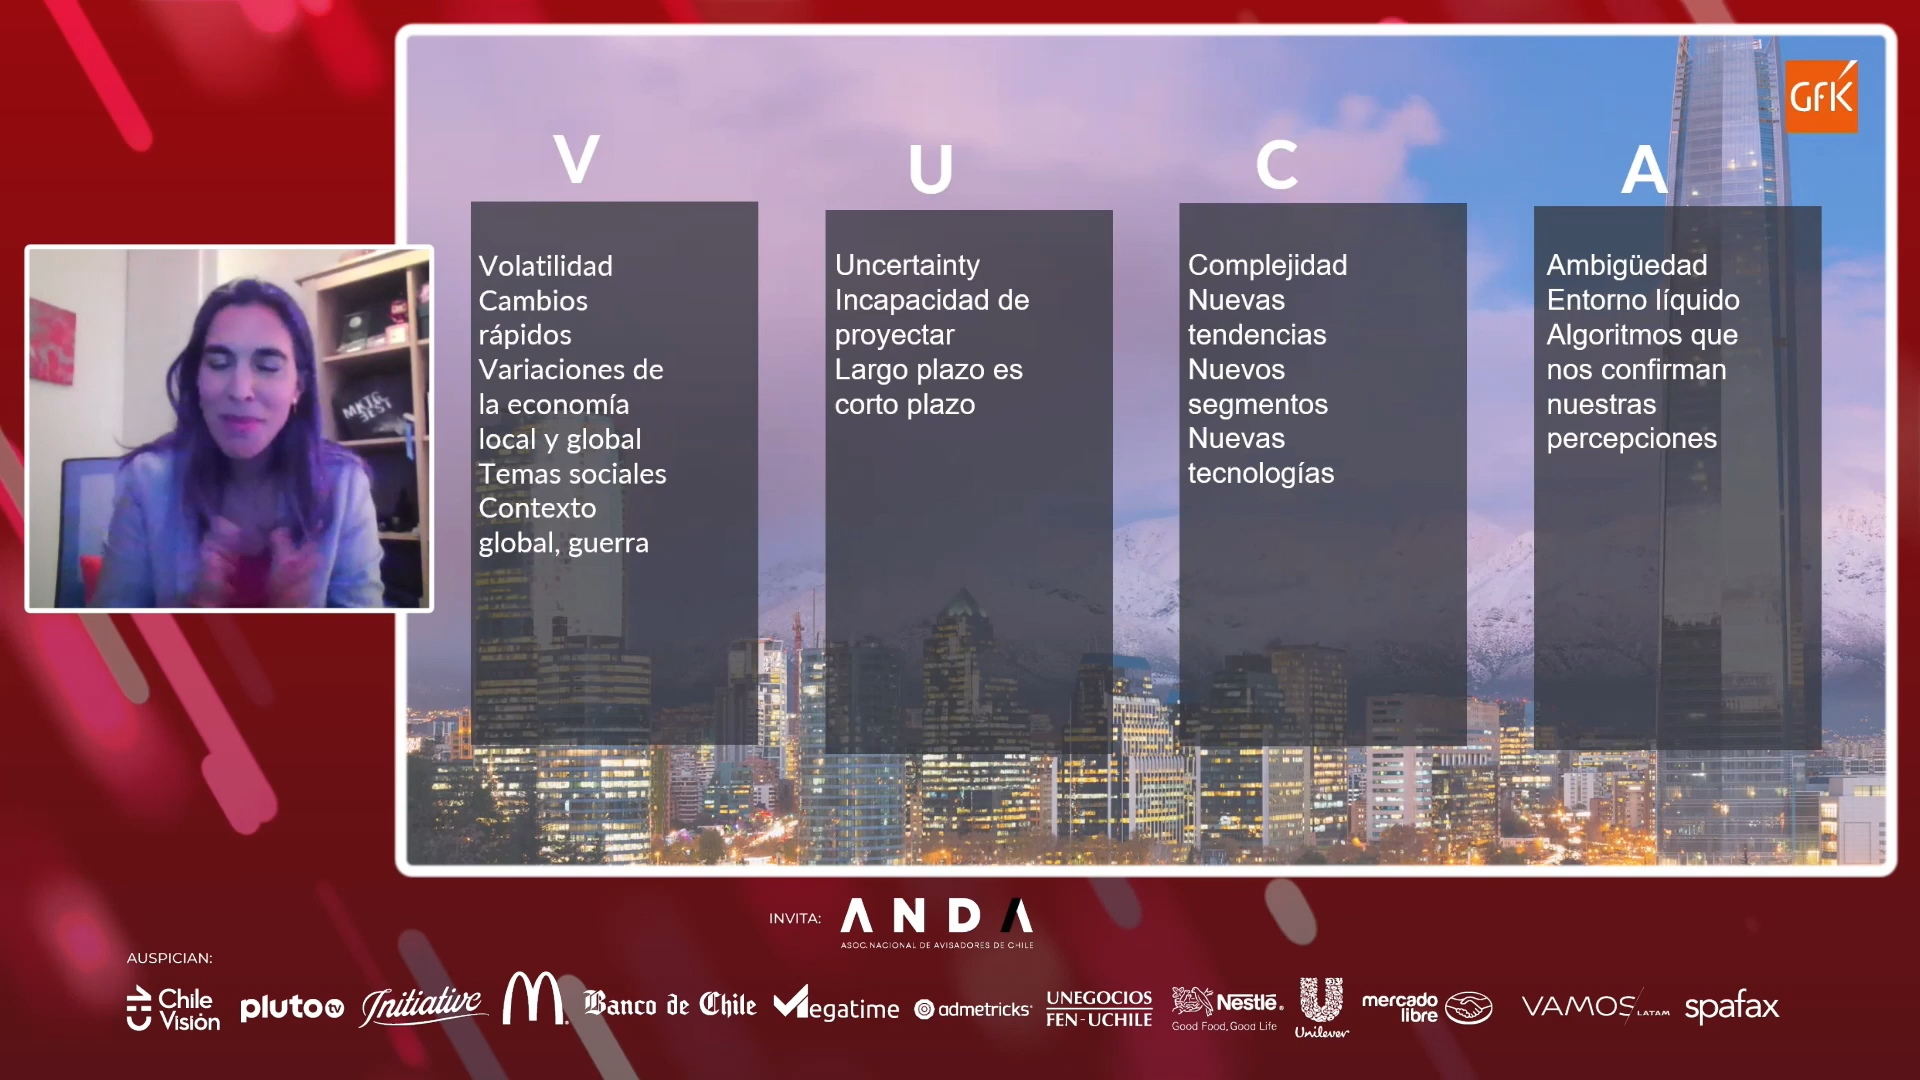 GfK
V
U
C
A
Volatilidad
Cambios
rápidos
Variaciones de
la economía
local y global
Temas sociales
Contexto
global, guerra
Uncertainty
Incapacidad de
proyectar
Largo plazo es
corto plazo
Complejidad
Nuevas
tendencias
Nuevos
segmentos
Nuevas
tecnologías
Ambigüedad
Entorno líquido
Algoritmos que
nos confirman
nuestras
percepciones
MKTG
BEST
INVITA:
ANDA
ASOC. NACIONAL DE AVISADORES DE CHILE
AUSPICIAN:
CHV
Chile
Visión
pluto tv
Initiative
M
Banco de Chile
Megatime
admetricks
UNEGOCIOS
FEN-UCHILE
Nestlé
Good Food, Good Life
Unilever
mercado
libre
VAMOS LATAM
spafax